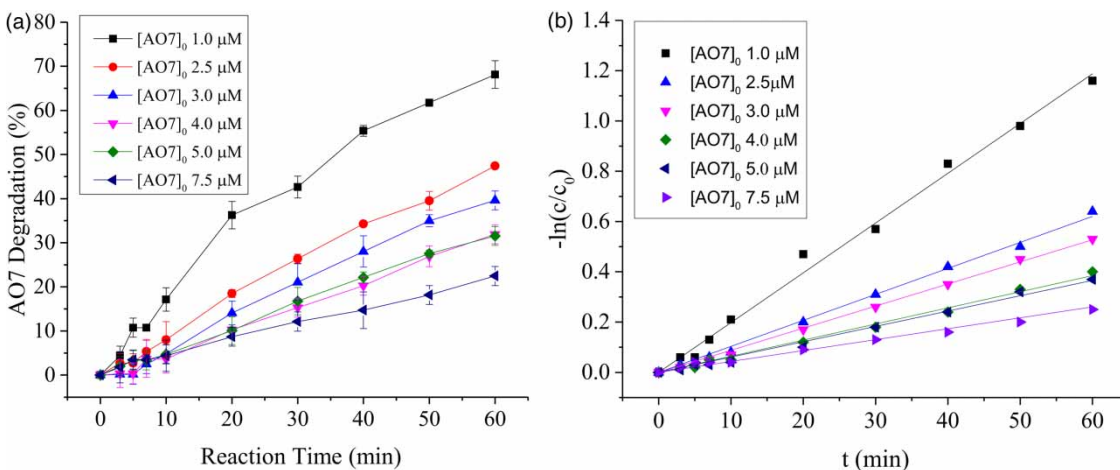 (a)
80
70
60
50
40
30
20
10
0
AO7 Degradation (%)
[AO7]₀ 1.0 μM
[AO7]₀ 2.5 μM
[AO7]₀ 3.0 μM
[AO7]₀ 4.0 μM
[AO7]₀ 5.0 μM
[AO7]₀ 7.5 μM
0 10 20 30 40 50 60
Reaction Time (min)
(b)
1.4
1.2
1.0
0.8
0.6
0.4
0.2
0.0
-ln(c/c₀)
[AO7]₀ 1.0 μM
[AO7]₀ 2.5μM
[AO7]₀ 3.0 μM
[AO7]₀ 4.0 μM
[AO7]₀ 5.0 μM
[AO7]₀ 7.5 μM
0 10 20 30 40 50 60
t (min)